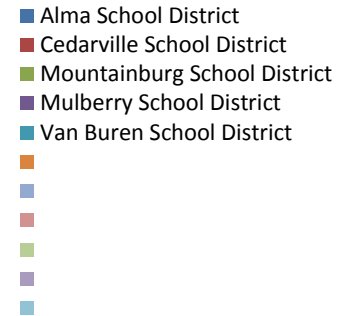 Alma School District
Cedarville School District
Mountainburg School District
Mulberry School District
Van Buren School District